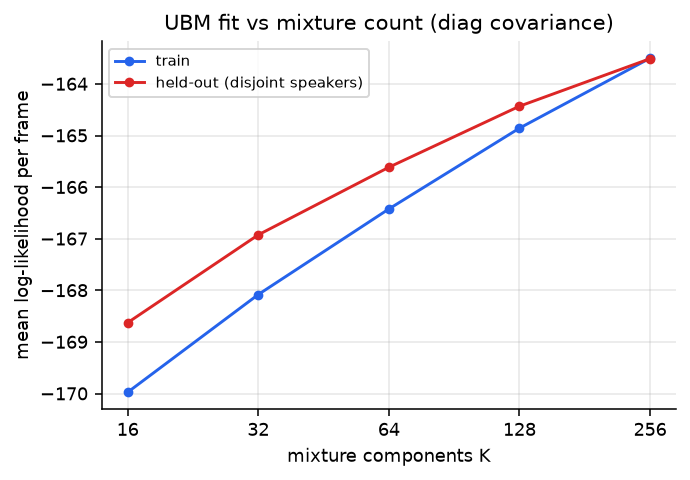 UBM fit vs mixture count (diag covariance)
train
held-out (disjoint speakers)
mean log-likelihood per frame
−164
−165
−166
−167
−168
−169
−170
16 32 64 128 256
mixture components K